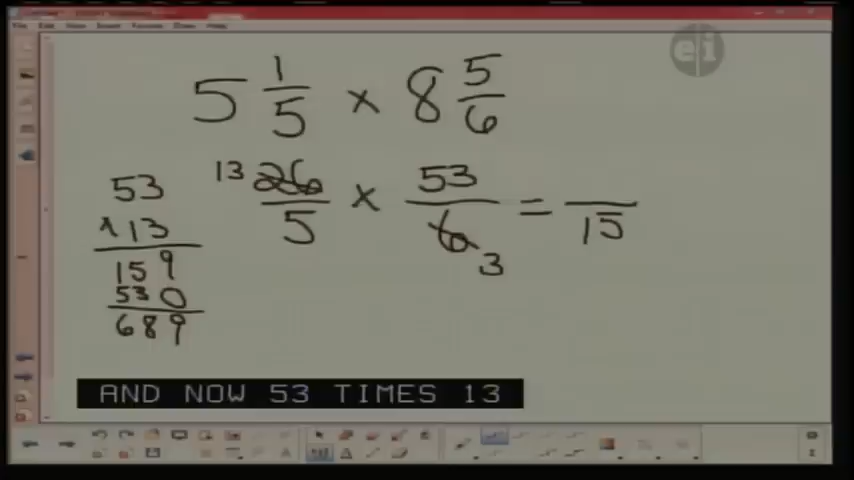 eii
5 1/5 × 8 5/6
13 26/5 × 53/6 = /15
3
53
×13
159
530
689
AND NOW 53 TIMES 13